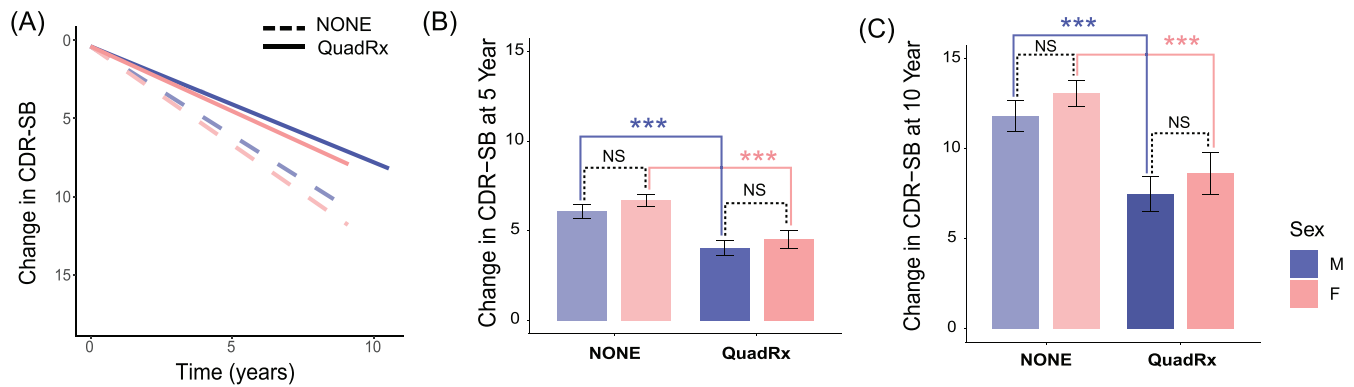 (A)
NONE
QuadRx
Change in CDR-SB
0
5
10
15
0
5
10
Time (years)
(B)
Change in CDR−SB at 5 Year
15
10
5
0
***
NS
***
NS
NONE
QuadRx
(C)
Change in CDR−SB at 10 Year
15
10
5
0
***
NS
***
NS
NONE
QuadRx
Sex
M
F